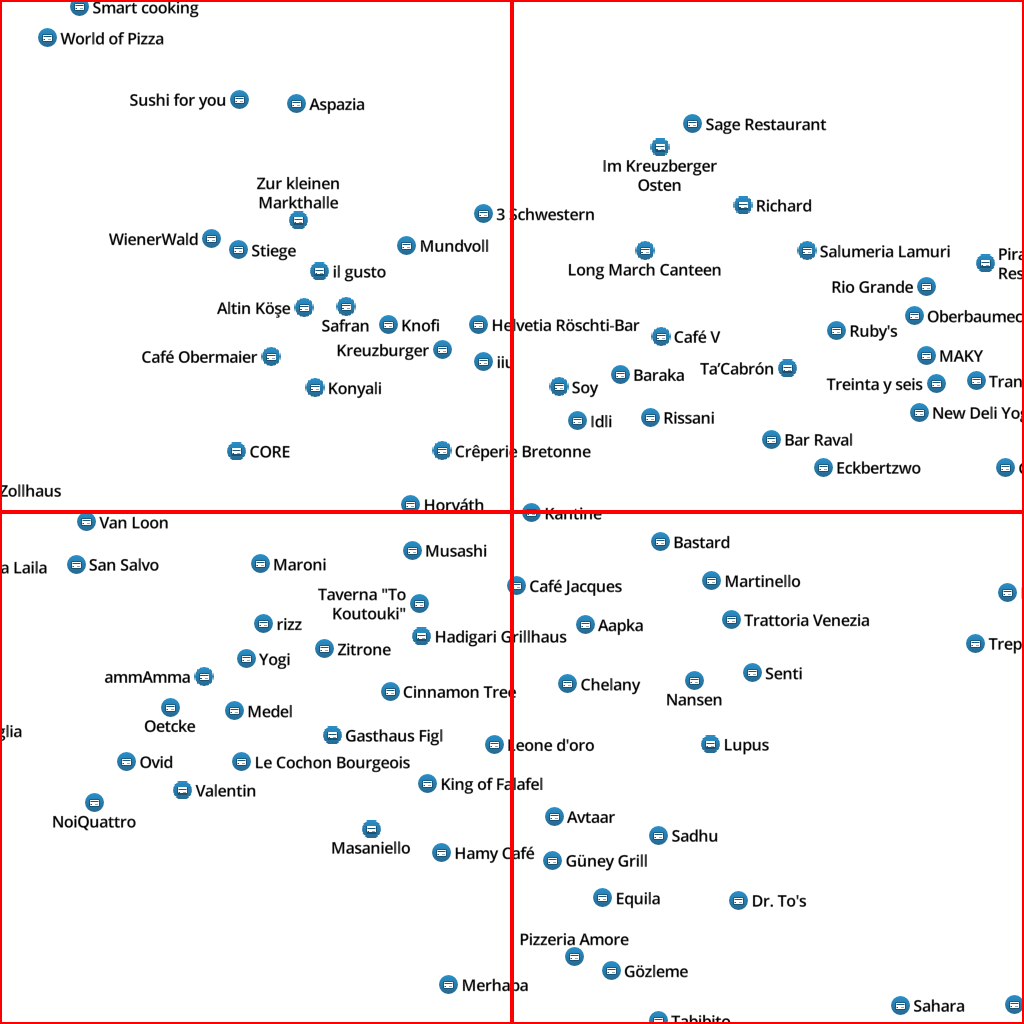 Smart cooking
World of Pizza
Sushi for you
Aspazia
Sage Restaurant
Im Kreuzberger
Osten
Zur kleinen
Markthalle
Richard
3 Schwestern
WienerWald
Stiege
Mundvoll
Salumeria Lamuri
Pira
Res
Long March Canteen
il gusto
Rio Grande
Altin Köşe
Safran
Knofi
Helvetia Röschti-Bar
Oberbaumec
Ruby's
Café V
Kreuzburger
Café Obermaier
iiu
MAKY
Ta’Cabrón
Baraka
Treinta y seis
Tran
Konyali
Soy
New Deli Yog
Idli
Rissani
Bar Raval
CORE
Crêperie Bretonne
Eckbertzwo
Zollhaus
Horváth
Kantine
Van Loon
Bastard
Musashi
a Laila
San Salvo
Maroni
Café Jacques
Martinello
Taverna "To
Koutouki"
rizz
Aapka
Trattoria Venezia
Hadigari Grillhaus
Zitrone
Trep
Yogi
ammAmma
Senti
Chelany
Cinnamon Tree
Nansen
Oetcke
Medel
glia
Gasthaus Figl
Leone d'oro
Lupus
Ovid
Le Cochon Bourgeois
King of Falafel
Valentin
NoiQuattro
Avtaar
Sadhu
Masaniello
Hamy Café
Güney Grill
Equila
Dr. To's
Pizzeria Amore
Gözleme
Merhaba
Sahara
Tabibito